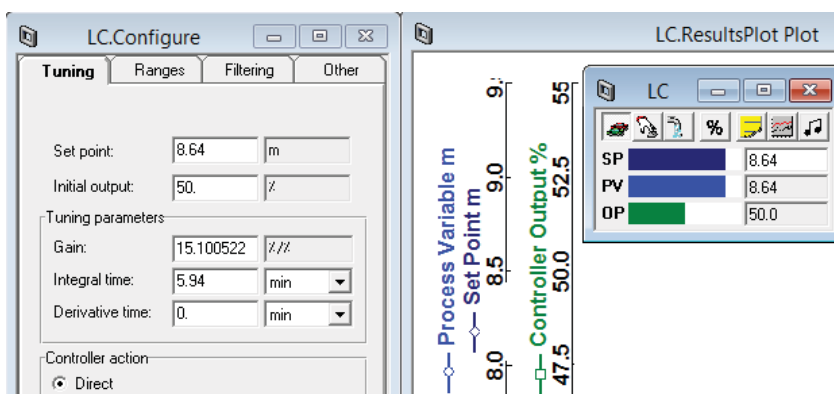 LC.Configure
Tuning Ranges Filtering Other
Set point: 8.64 m
Initial output: 50. %
Tuning parameters
Gain: 15.100522 %/%
Integral time: 5.94 min
Derivative time: 0. min
Controller action
Direct
LC.ResultsPlot Plot
Process Variable m
Set Point m
9.
9.0
8.5
8.0
Controller Output %
55
52.5
50.0
47.5
LC
%
SP 8.64
PV 8.64
OP 50.0